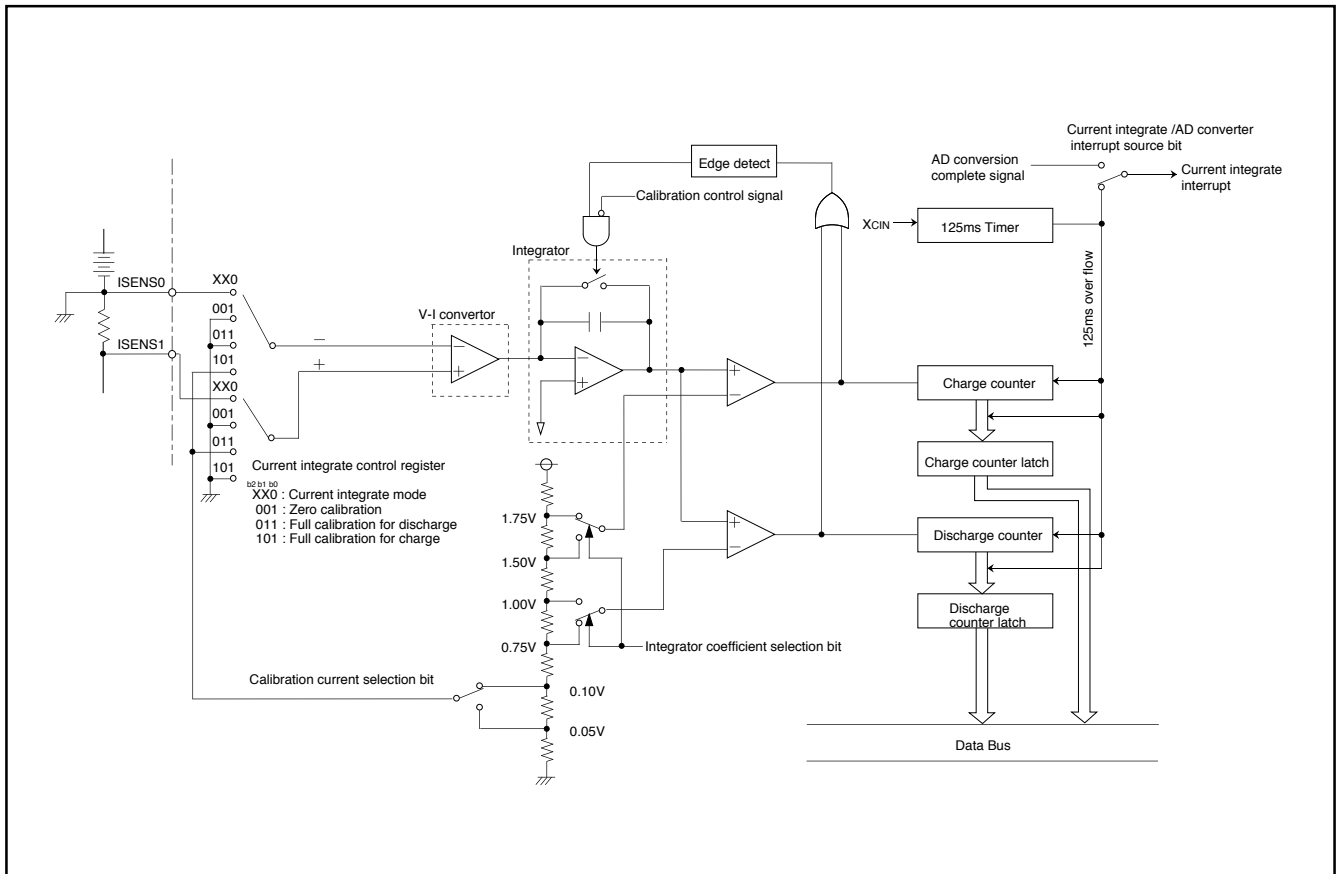 Current integrate /AD converter
interrupt source bit
AD conversion
complete signal
Current integrate
interrupt
Edge detect
Calibration control signal
XCIN
125ms Timer
125ms over flow
Integrator
ISENS0
XX0
001
011
101
ISENS1
XX0
001
011
101
−
+
V-I convertor
−
+
−
+
+
−
Charge counter
Charge counter latch
Current integrate control register
b2 b1 b0
XX0 : Current integrate mode
001 : Zero calibration
011 : Full calibration for discharge
101 : Full calibration for charge
1.75V
1.50V
1.00V
0.75V
0.10V
0.05V
+
−
Discharge counter
Discharge
counter latch
Integrator coefficient selection bit
Calibration current selection bit
Data Bus